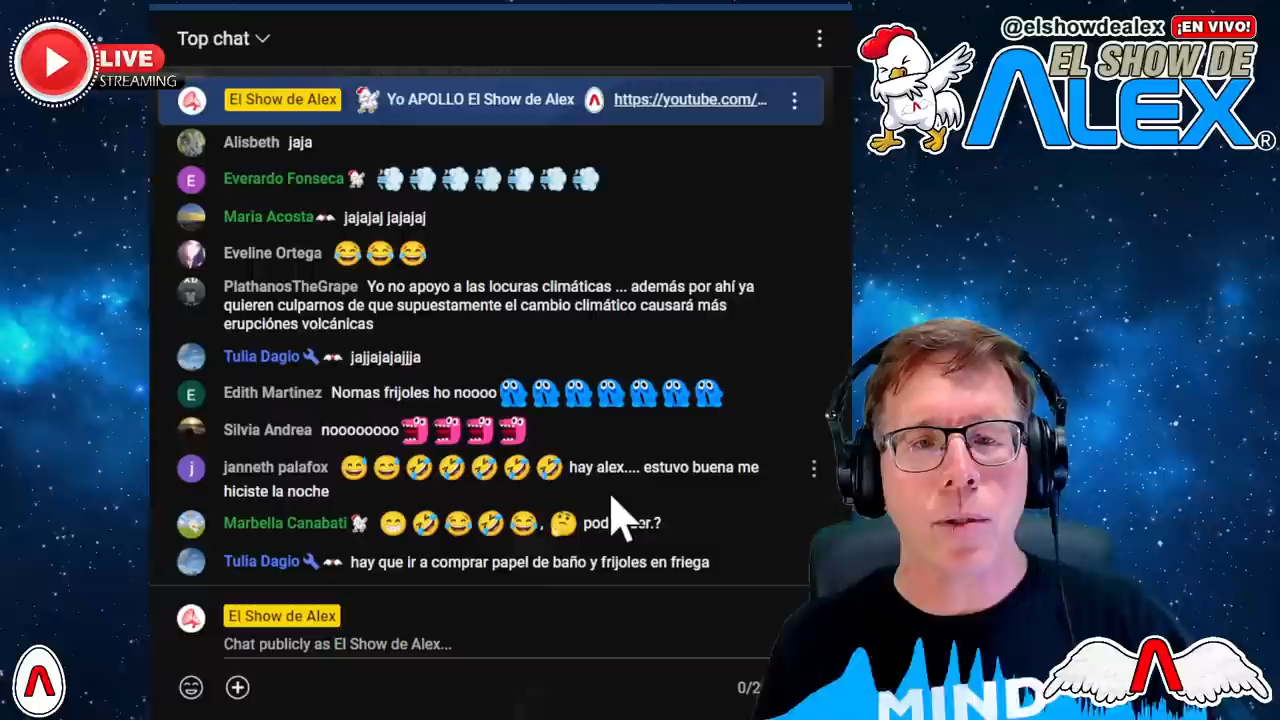 LIVE
STREAMING
Top chat
@elshowdealex ¡EN VIVO!
EL SHOW DE
ALEX®
El Show de Alex Yo APOLLO El Show de Alex https://youtube.com/...
Alisbeth jaja
E Everardo Fonseca
Maria Acosta jajajaj jajajaj
Eveline Ortega
PlathanosTheGrape Yo no apoyo a las locuras climáticas ... además por ahí ya
quieren culparnos de que supuestamente el cambio climático causará más
erupciónes volcánicas
Tulia Dagio jajjajajajjja
E Edith Martinez Nomas frijoles ho noooo
Silvia Andrea noooooooo
j janneth palafox hay alex.... estuvo buena me
hiciste la noche
Marbella Canabati , .?
Tulia Dagio hay que ir a comprar papel de baño y frijoles en friega
El Show de Alex
Chat publicly as El Show de Alex...
0/2
MIND